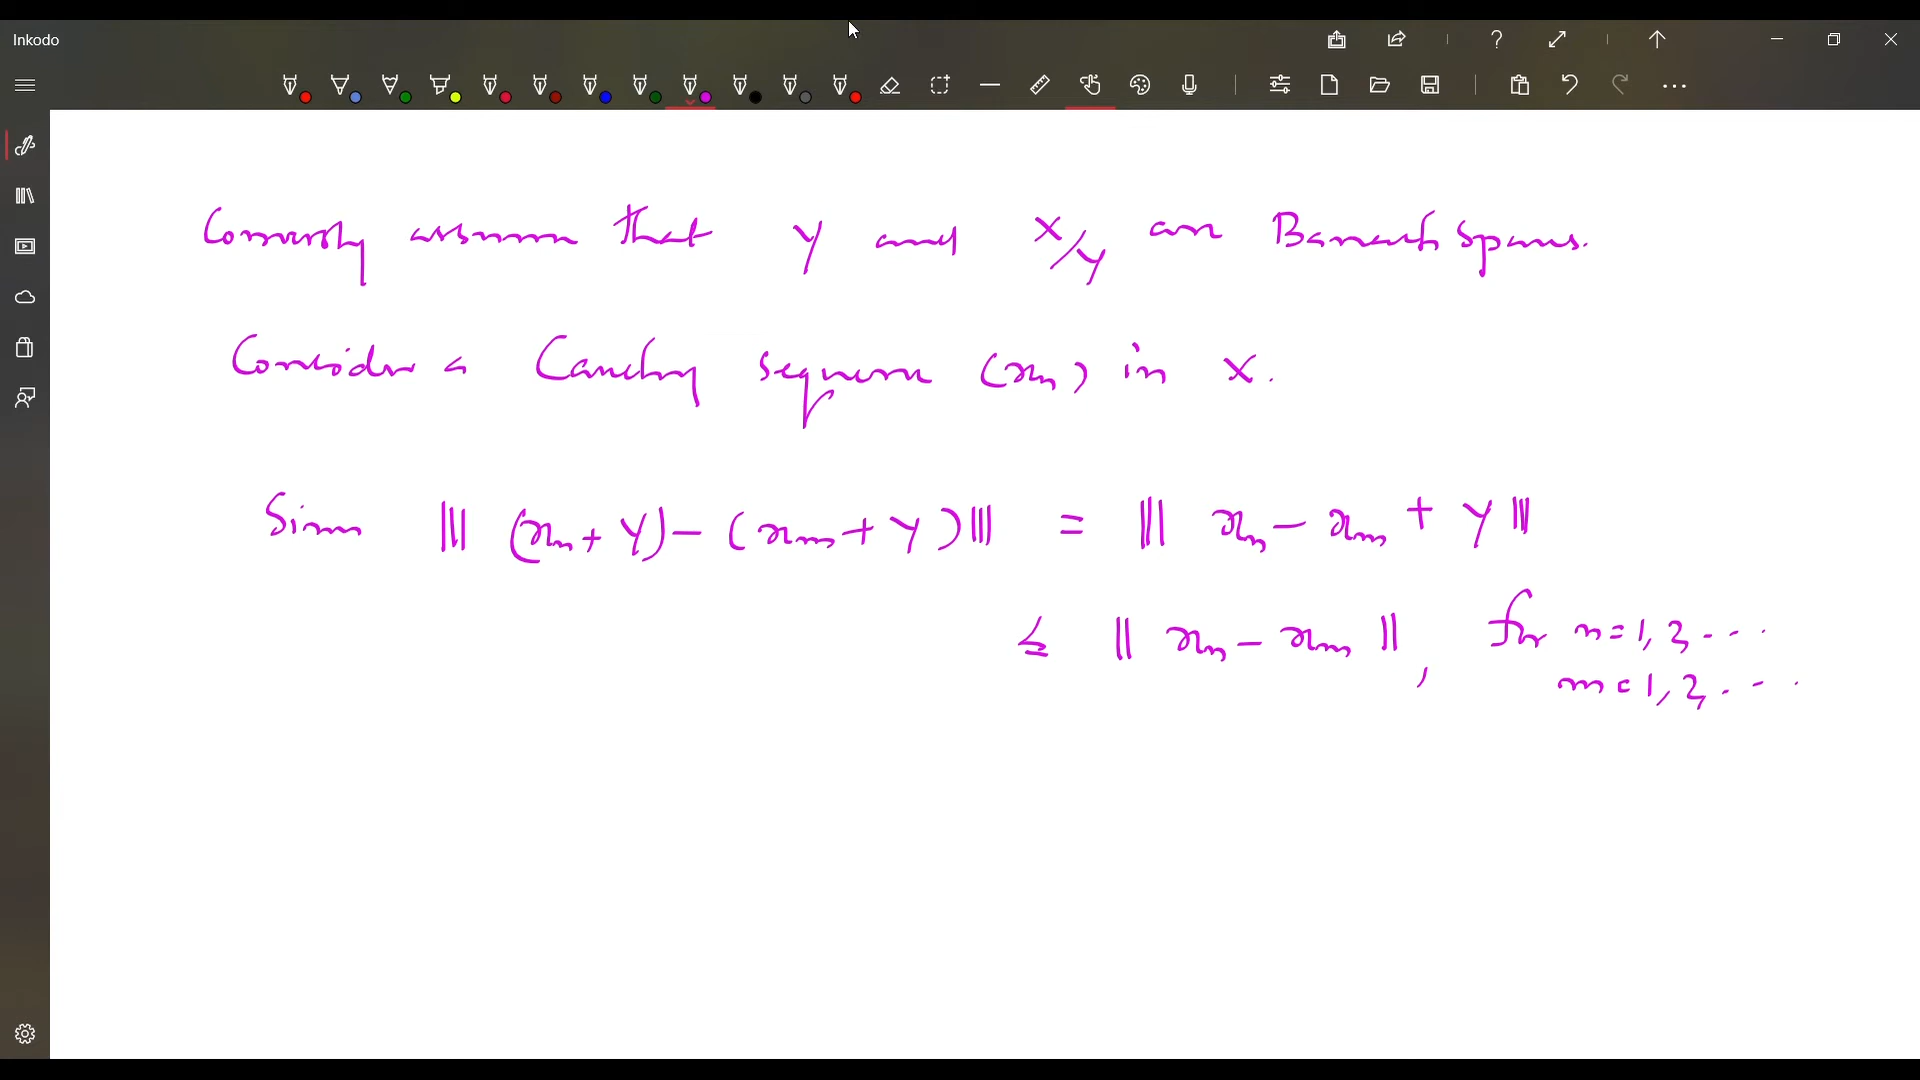 Inkodo
Conversly assume that Y and X/Y are Banach spaces.
Consider a Cauchy sequence (xn) in X.
Since ||| (xn + Y) - (xm + Y) ||| = ||| xn - xm + Y |||
≤ || xn - xm || , for n = 1, 2, ...
m = 1, 2, ...